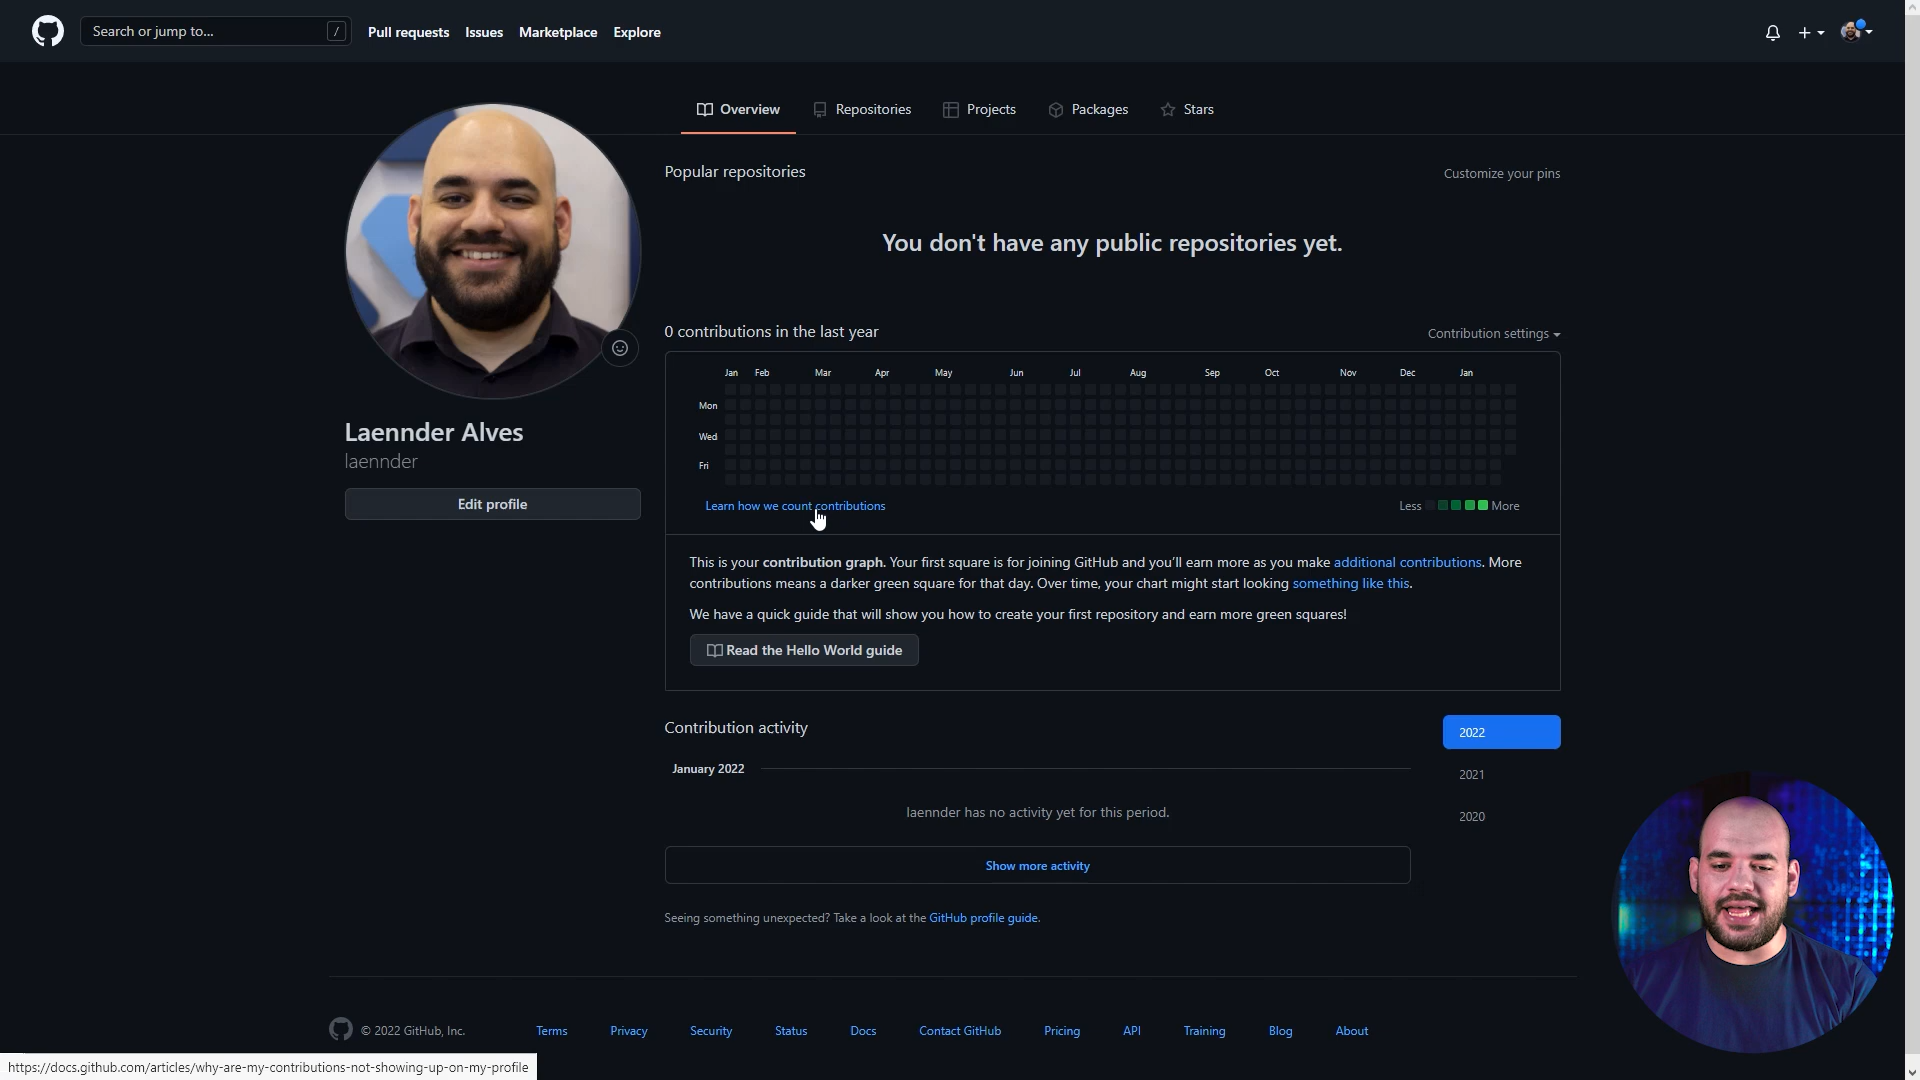 Search or jump to... /
Pull requests Issues Marketplace Explore
Overview Repositories Projects Packages Stars
Popular repositories Customize your pins
You don't have any public repositories yet.
0 contributions in the last year Contribution settings
Jan Feb Mar Apr May Jun Jul Aug Sep Oct Nov Dec Jan
Mon
Wed
Fri
Learn how we count contributions Less More
Laennder Alves
laennder
Edit profile
This is your contribution graph. Your first square is for joining GitHub and you’ll earn more as you make additional contributions. More
contributions means a darker green square for that day. Over time, your chart might start looking something like this.
We have a quick guide that will show you how to create your first repository and earn more green squares!
Read the Hello World guide
Contribution activity
2022
2021
2020
January 2022
laennder has no activity yet for this period.
Show more activity
Seeing something unexpected? Take a look at the GitHub profile guide.
© 2022 GitHub, Inc. Terms Privacy Security Status Docs Contact GitHub Pricing API Training Blog About
https://docs.github.com/articles/why-are-my-contributions-not-showing-up-on-my-profile